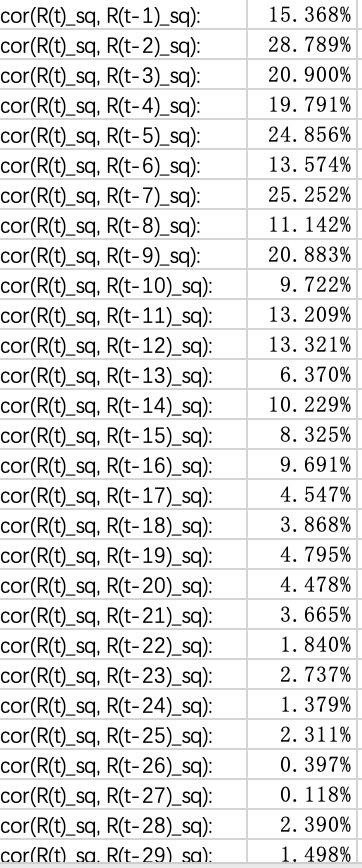 cor(R(t)_sq, R(t-1)_sq): 15.368%
cor(R(t)_sq, R(t-2)_sq): 28.789%
cor(R(t)_sq, R(t-3)_sq): 20.900%
cor(R(t)_sq, R(t-4)_sq): 19.791%
cor(R(t)_sq, R(t-5)_sq): 24.856%
cor(R(t)_sq, R(t-6)_sq): 13.574%
cor(R(t)_sq, R(t-7)_sq): 25.252%
cor(R(t)_sq, R(t-8)_sq): 11.142%
cor(R(t)_sq, R(t-9)_sq): 20.883%
cor(R(t)_sq, R(t-10)_sq): 9.722%
cor(R(t)_sq, R(t-11)_sq): 13.209%
cor(R(t)_sq, R(t-12)_sq): 13.321%
cor(R(t)_sq, R(t-13)_sq): 6.370%
cor(R(t)_sq, R(t-14)_sq): 10.229%
cor(R(t)_sq, R(t-15)_sq): 8.325%
cor(R(t)_sq, R(t-16)_sq): 9.691%
cor(R(t)_sq, R(t-17)_sq): 4.547%
cor(R(t)_sq, R(t-18)_sq): 3.868%
cor(R(t)_sq, R(t-19)_sq): 4.795%
cor(R(t)_sq, R(t-20)_sq): 4.478%
cor(R(t)_sq, R(t-21)_sq): 3.665%
cor(R(t)_sq, R(t-22)_sq): 1.840%
cor(R(t)_sq, R(t-23)_sq): 2.737%
cor(R(t)_sq, R(t-24)_sq): 1.379%
cor(R(t)_sq, R(t-25)_sq): 2.311%
cor(R(t)_sq, R(t-26)_sq): 0.397%
cor(R(t)_sq, R(t-27)_sq): 0.118%
cor(R(t)_sq, R(t-28)_sq): 2.390%
cor(R(t)_sq, R(t-29)_sq): 1.498%